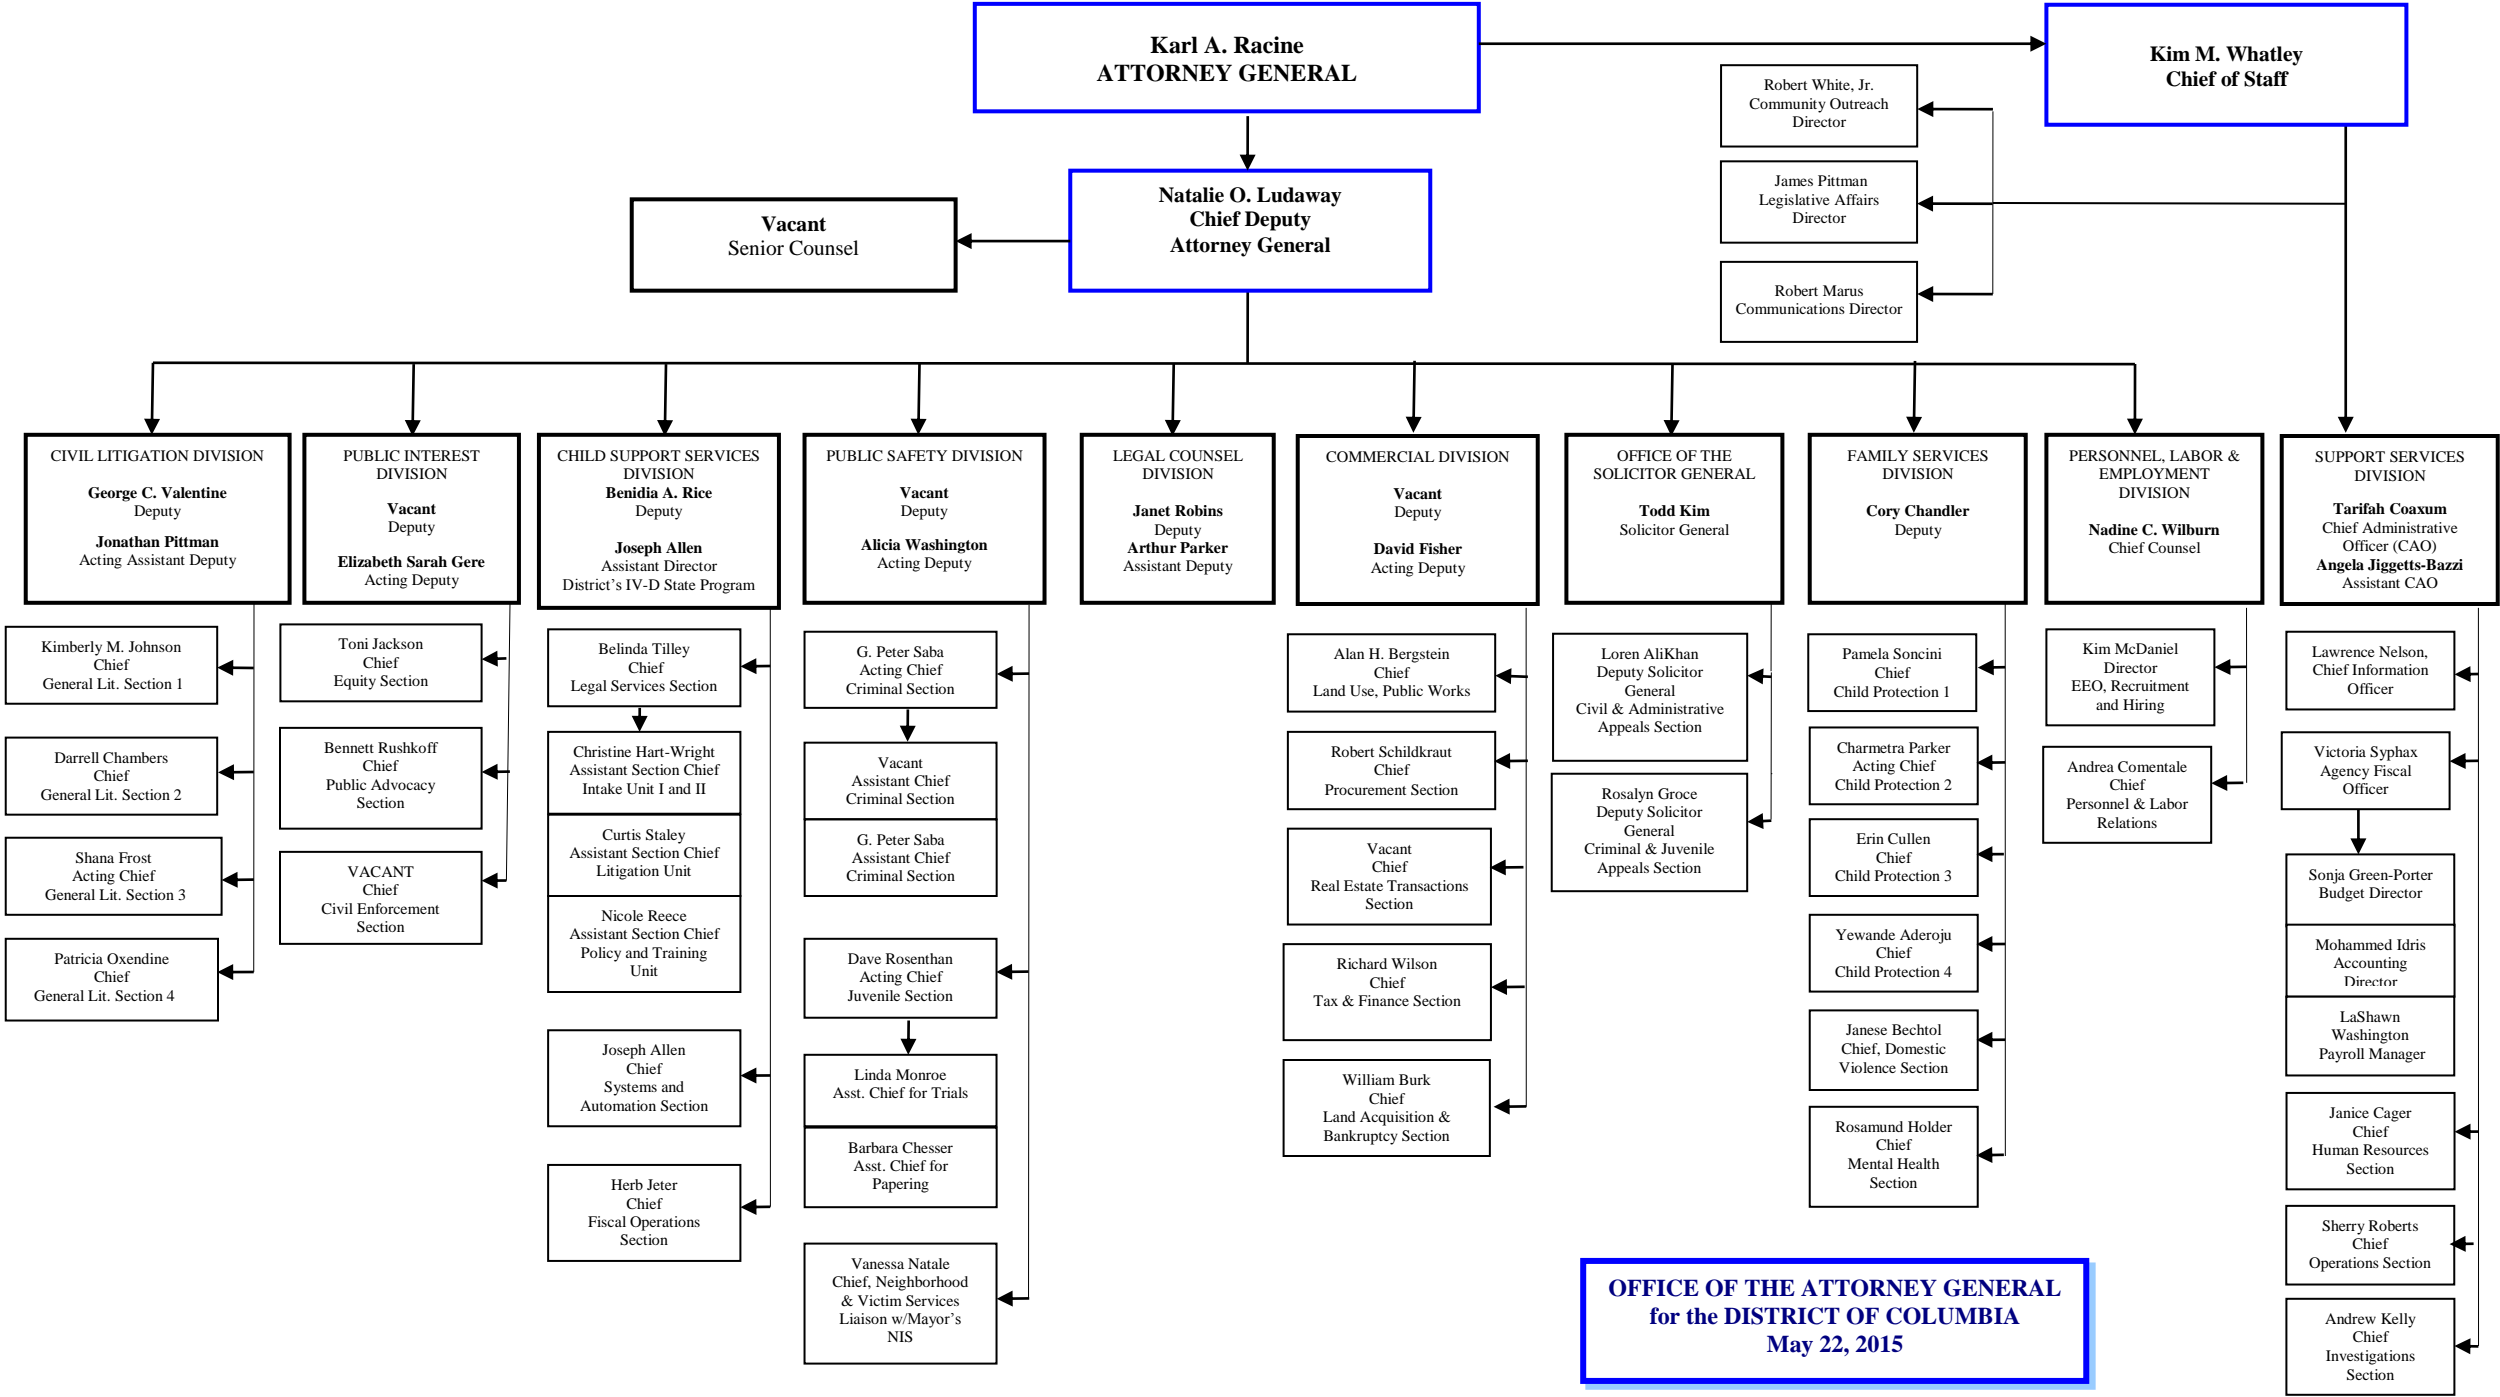 Karl A. Racine
ATTORNEY GENERAL
Kim M. Whatley
Chief of Staff
Robert White, Jr.
Community Outreach
Director
James Pittman
Legislative Affairs
Director
Robert Marus
Communications Director
Natalie O. Ludaway
Chief Deputy
Attorney General
Vacant
Senior Counsel
CIVIL LITIGATION DIVISION
George C. Valentine
Deputy
Jonathan Pittman
Acting Assistant Deputy
Kimberly M. Johnson
Chief
General Lit. Section 1
Darrell Chambers
Chief
General Lit. Section 2
Shana Frost
Acting Chief
General Lit. Section 3
Patricia Oxendine
Chief
General Lit. Section 4
PUBLIC INTEREST
DIVISION
Vacant
Deputy
Elizabeth Sarah Gere
Acting Deputy
Toni Jackson
Chief
Equity Section
Bennett Rushkoff
Chief
Public Advocacy
Section
VACANT
Chief
Civil Enforcement
Section
CHILD SUPPORT SERVICES
DIVISION
Benidia A. Rice
Deputy
Joseph Allen
Assistant Director
District's IV-D State Program
Belinda Tilley
Chief
Legal Services Section
Christine Hart-Wright
Assistant Section Chief
Intake Unit I and II
Curtis Staley
Assistant Section Chief
Litigation Unit
Nicole Reece
Assistant Section Chief
Policy and Training
Unit
Joseph Allen
Chief
Systems and
Automation Section
Herb Jeter
Chief
Fiscal Operations
Section
PUBLIC SAFETY DIVISION
Vacant
Deputy
Alicia Washington
Acting Deputy
G. Peter Saba
Acting Chief
Criminal Section
Vacant
Assistant Chief
Criminal Section
G. Peter Saba
Assistant Chief
Criminal Section
Dave Rosenthan
Acting Chief
Juvenile Section
Linda Monroe
Asst. Chief for Trials
Barbara Chesser
Asst. Chief for
Papering
Vanessa Natale
Chief, Neighborhood
& Victim Services
Liaison w/Mayor's
NIS
LEGAL COUNSEL
DIVISION
Janet Robins
Deputy
Arthur Parker
Assistant Deputy
COMMERCIAL DIVISION
Vacant
Deputy
David Fisher
Acting Deputy
Alan H. Bergstein
Chief
Land Use, Public Works
Robert Schildkraut
Chief
Procurement Section
Vacant
Chief
Real Estate Transactions
Section
Richard Wilson
Chief
Tax & Finance Section
William Burk
Chief
Land Acquisition &
Bankruptcy Section
OFFICE OF THE
SOLICITOR GENERAL
Todd Kim
Solicitor General
Loren AliKhan
Deputy Solicitor
General
Civil & Administrative
Appeals Section
Rosalyn Groce
Deputy Solicitor
General
Criminal & Juvenile
Appeals Section
FAMILY SERVICES
DIVISION
Cory Chandler
Deputy
Pamela Soncini
Chief
Child Protection 1
Charmetra Parker
Acting Chief
Child Protection 2
Erin Cullen
Chief
Child Protection 3
Yewande Aderoju
Chief
Child Protection 4
Janese Bechtol
Chief, Domestic
Violence Section
Rosamund Holder
Chief
Mental Health
Section
PERSONNEL, LABOR &
EMPLOYMENT
DIVISION
Nadine C. Wilburn
Chief Counsel
Kim McDaniel
Director
EEO, Recruitment
and Hiring
Andrea Comentale
Chief
Personnel & Labor
Relations
SUPPORT SERVICES
DIVISION
Tarifah Coaxum
Chief Administrative
Officer (CAO)
Angela Jiggetts-Bazzi
Assistant CAO
Lawrence Nelson,
Chief Information
Officer
Victoria Syphax
Agency Fiscal
Officer
Sonja Green-Porter
Budget Director
Mohammed Idris
Accounting
Director
LaShawn
Washington
Payroll Manager
Janice Cager
Chief
Human Resources
Section
Sherry Roberts
Chief
Operations Section
Andrew Kelly
Chief
Investigations
Section
OFFICE OF THE ATTORNEY GENERAL
for the DISTRICT OF COLUMBIA
May 22, 2015